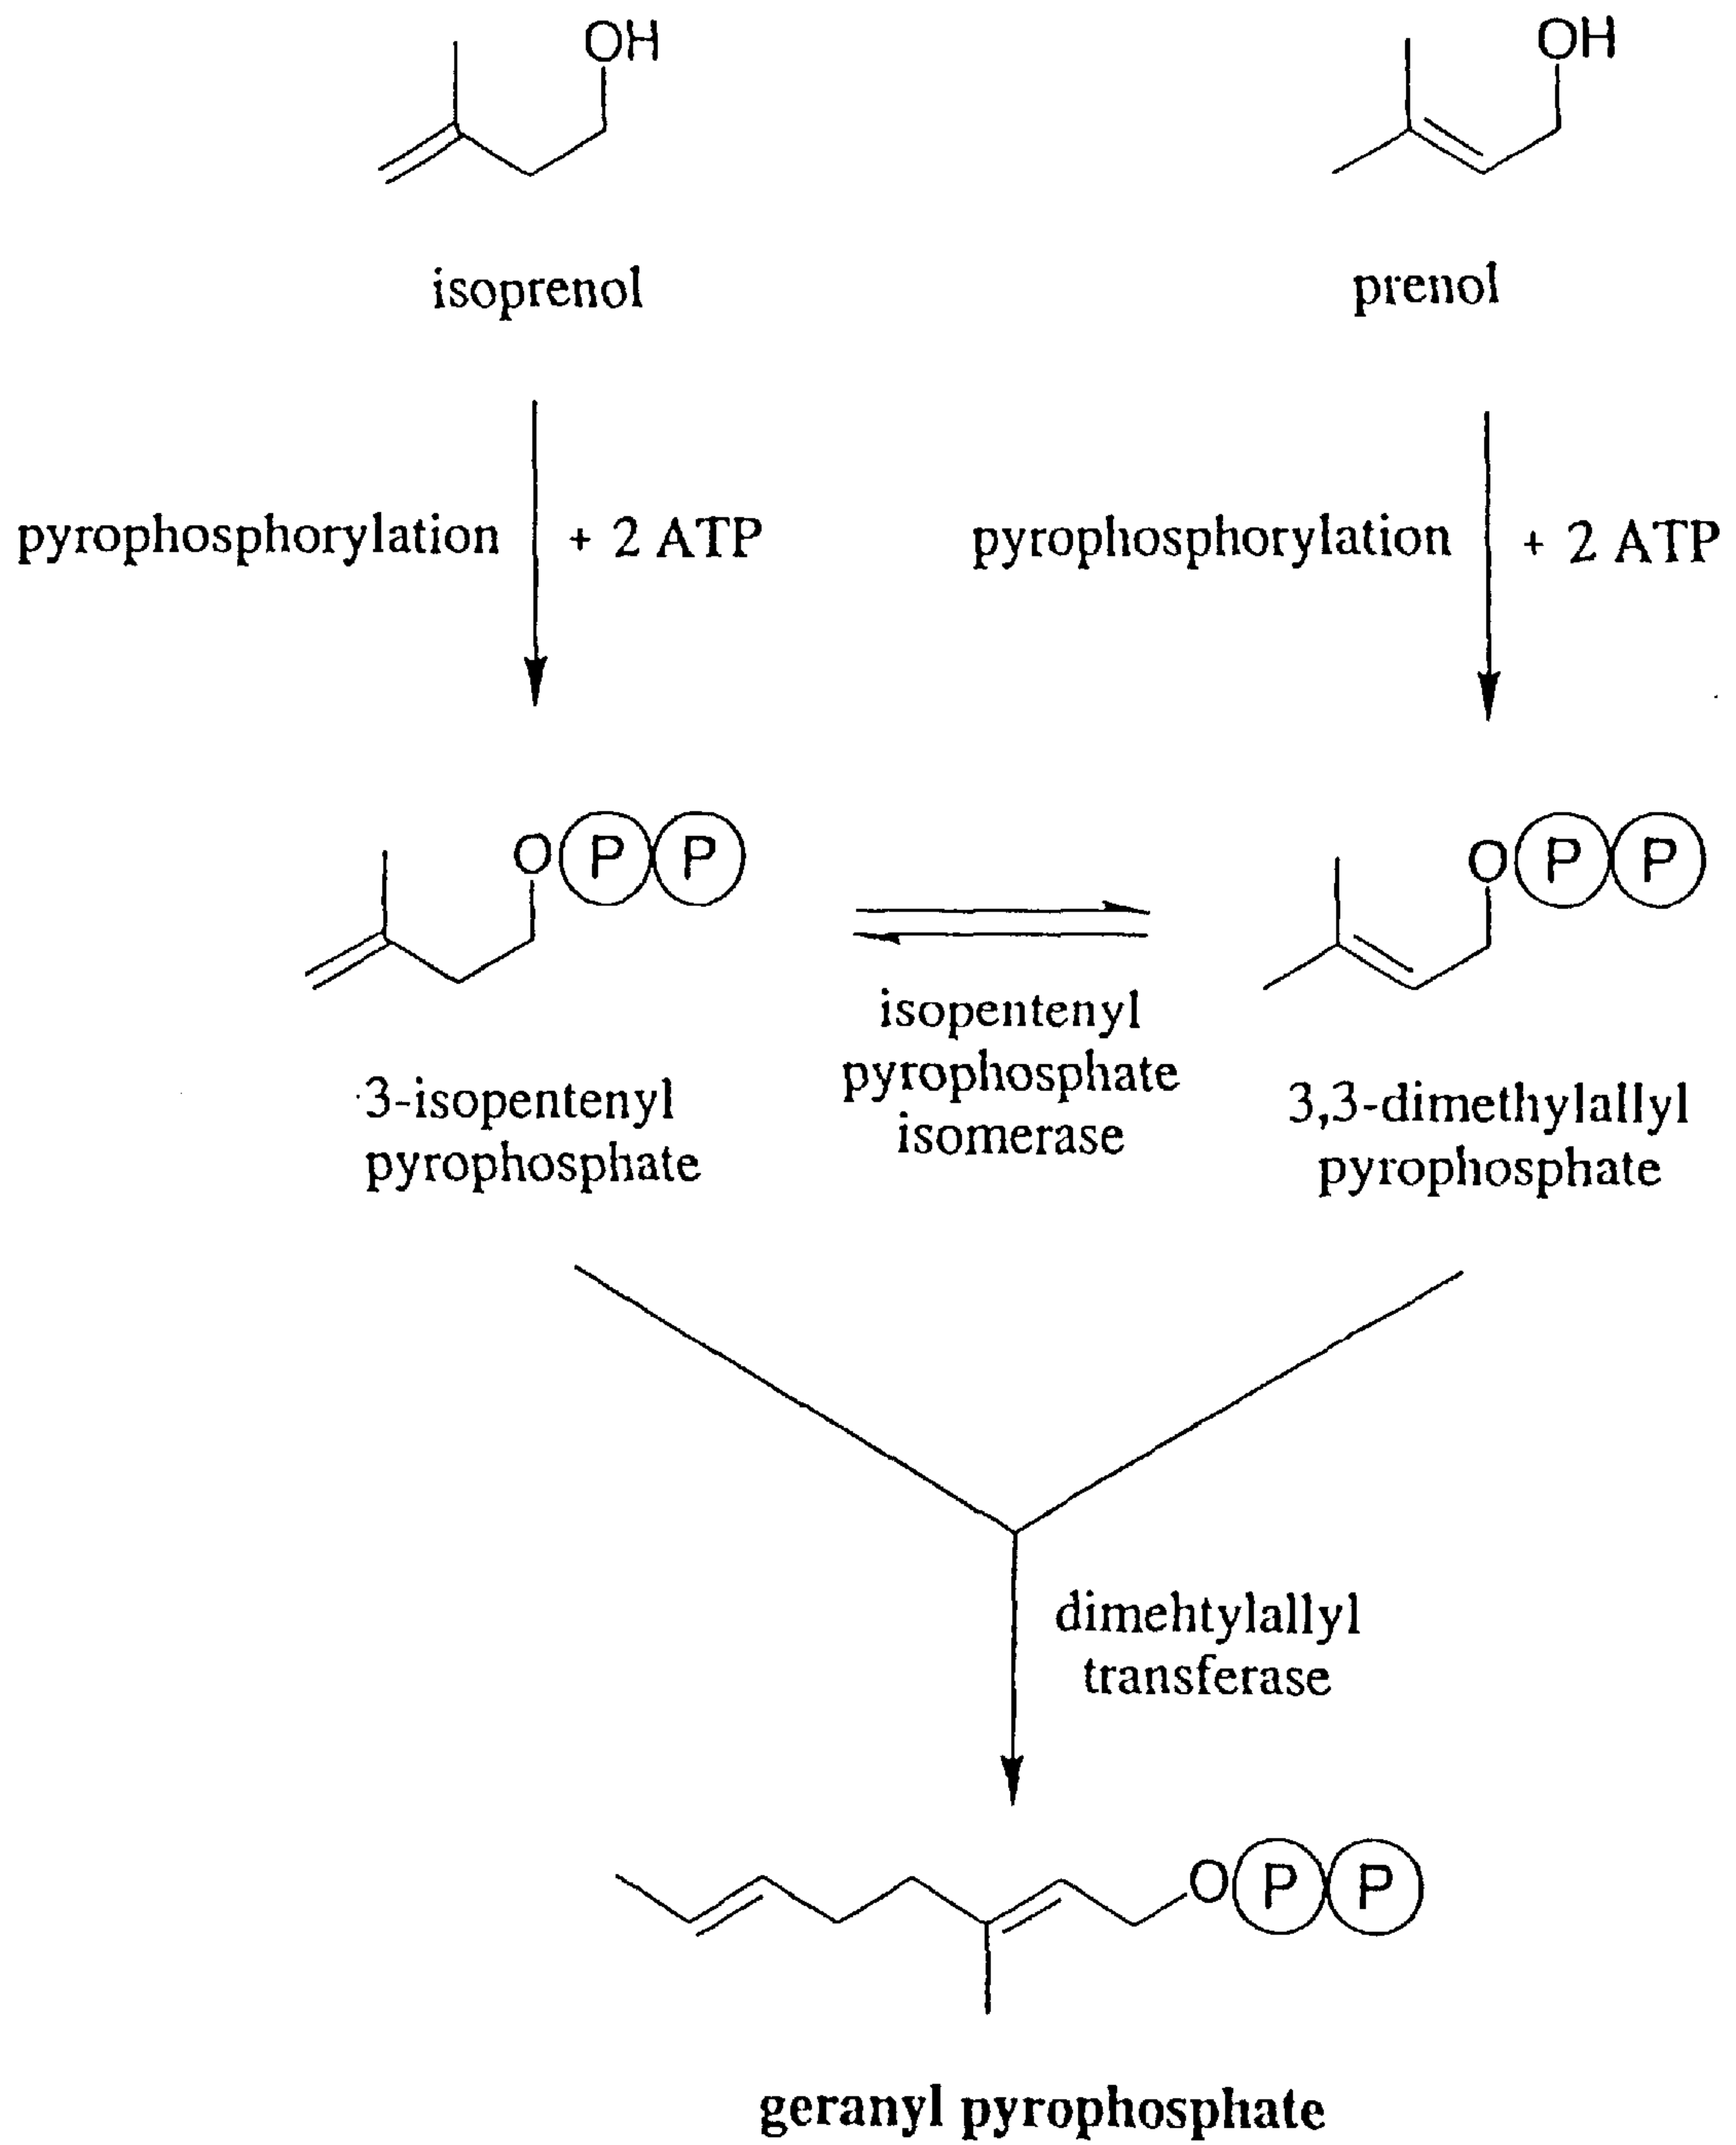 OH
OH
isoprenol
prenol
pyrophosphorylation
+ 2 ATP
pyrophosphorylation
+ 2 ATP
O P P
O P P
isopentenyl
pyrophosphate
isomerase
3-isopentenyl
pyrophosphate
3,3-dimethylallyl
pyrophosphate
dimehtylallyl
transferase
O P P
geranyl pyrophosphate